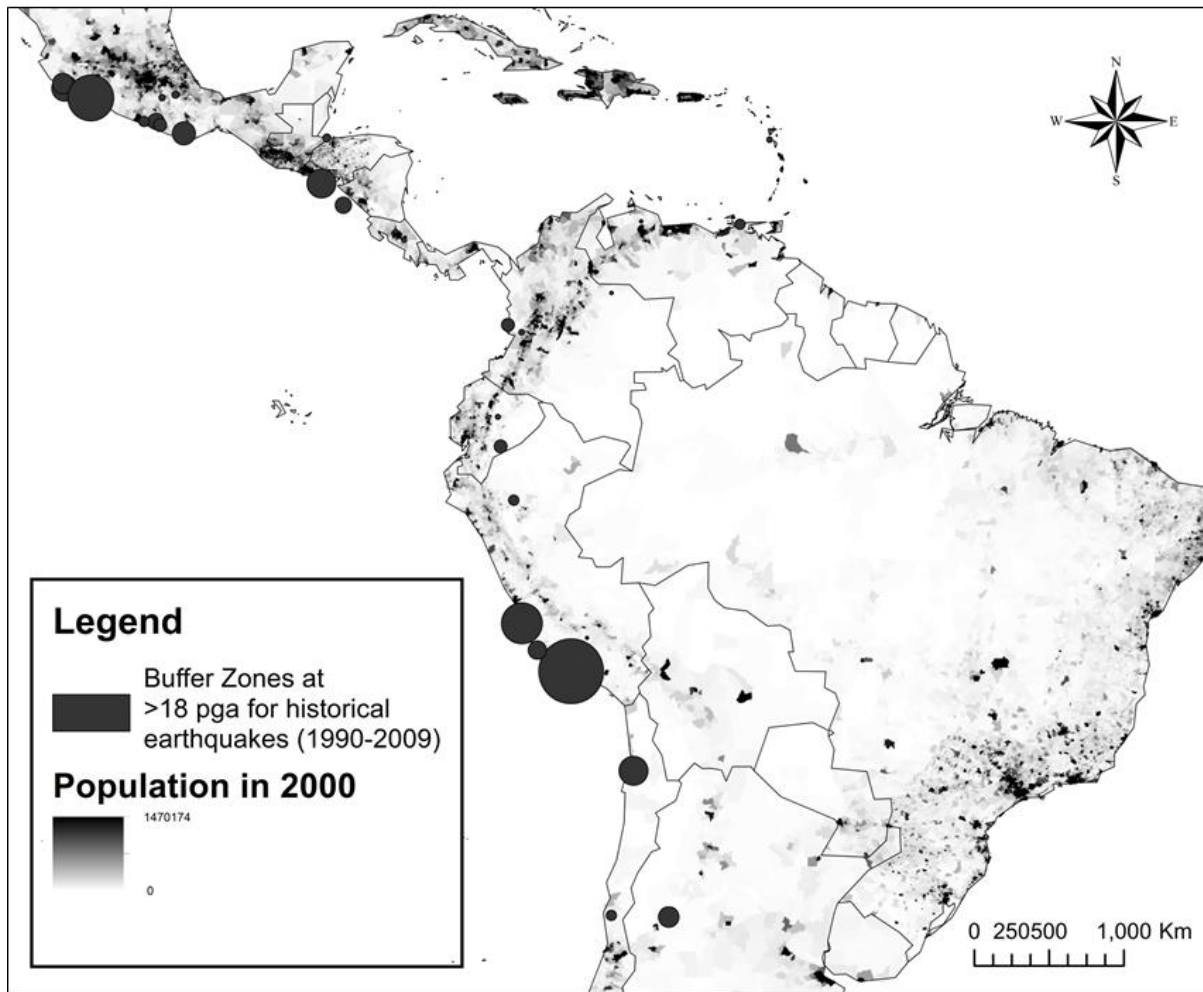 N
W E
S
Legend
Buffer Zones at
>18 pga for historical
earthquakes (1990-2009)
Population in 2000
1470174
0
0 250500 1,000 Km